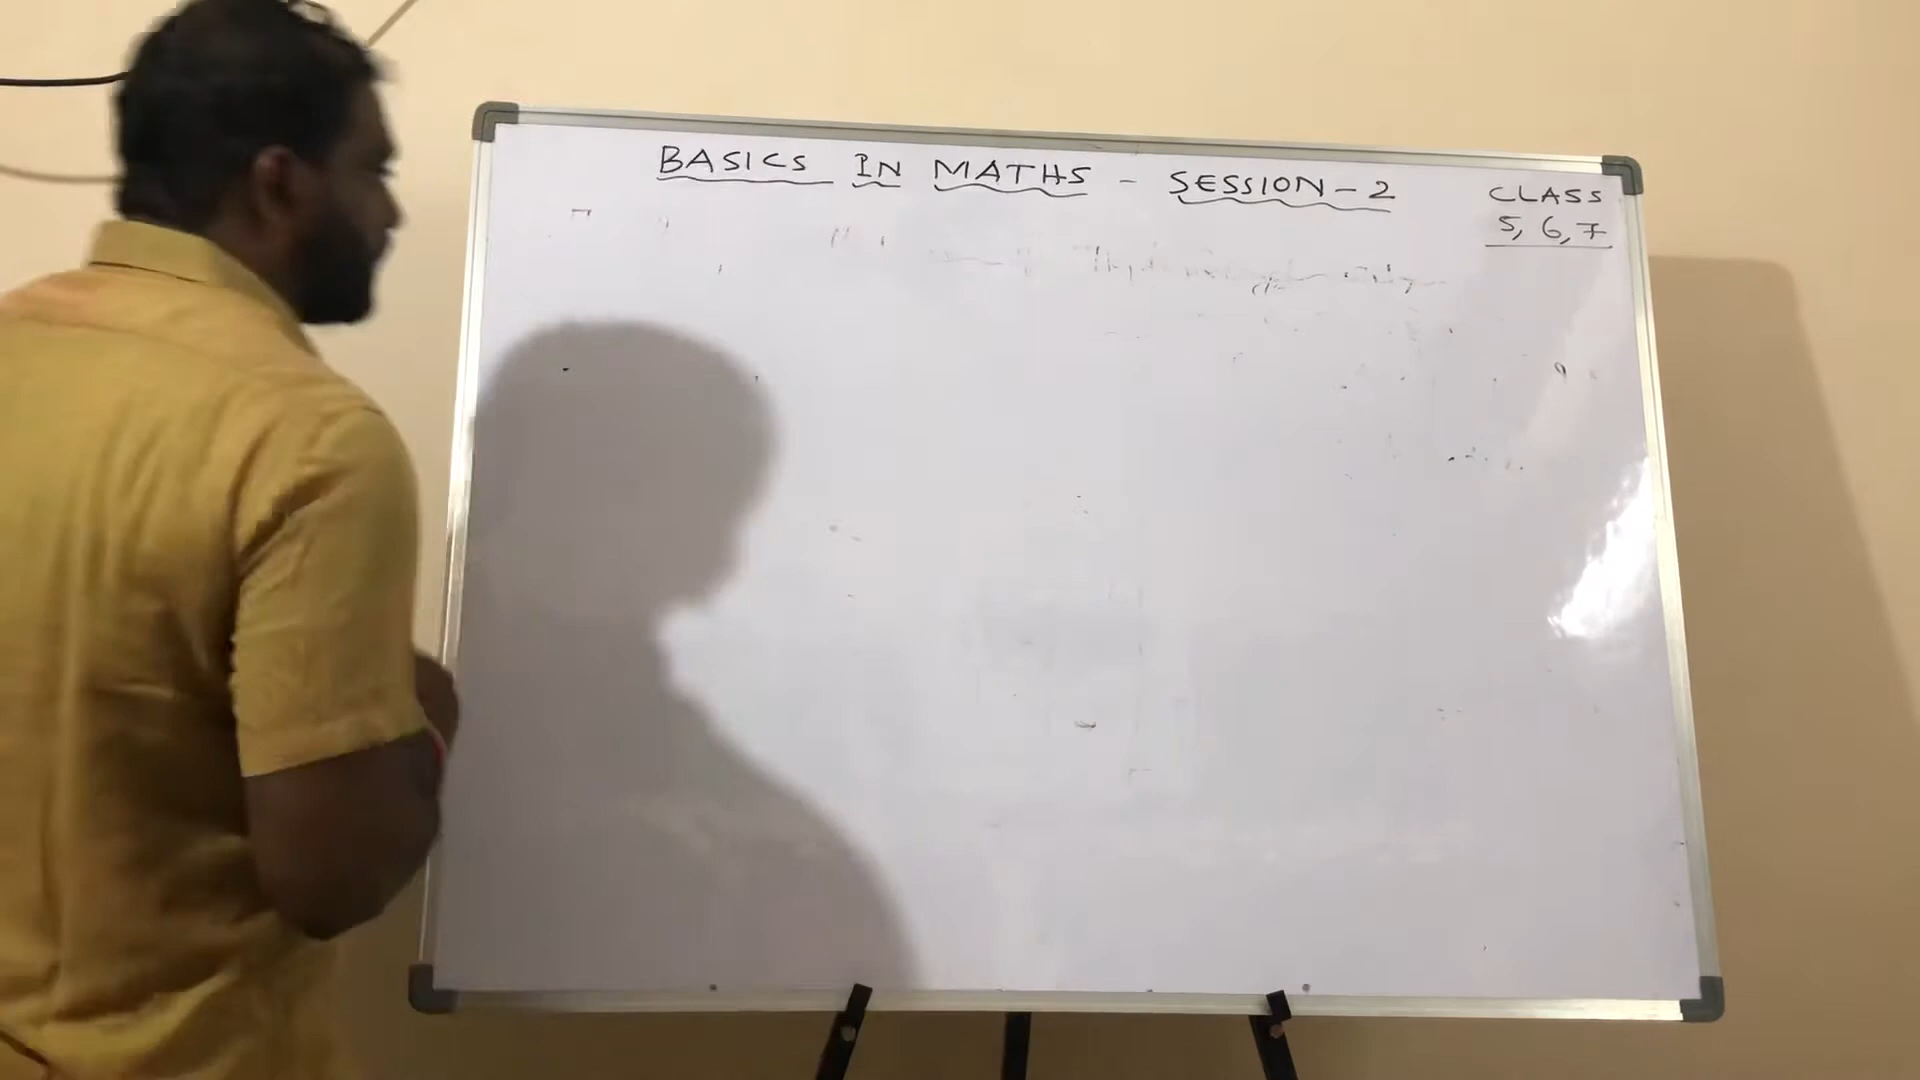 BASICS IN MATHS - SESSION - 2
CLASS
5, 6, 7